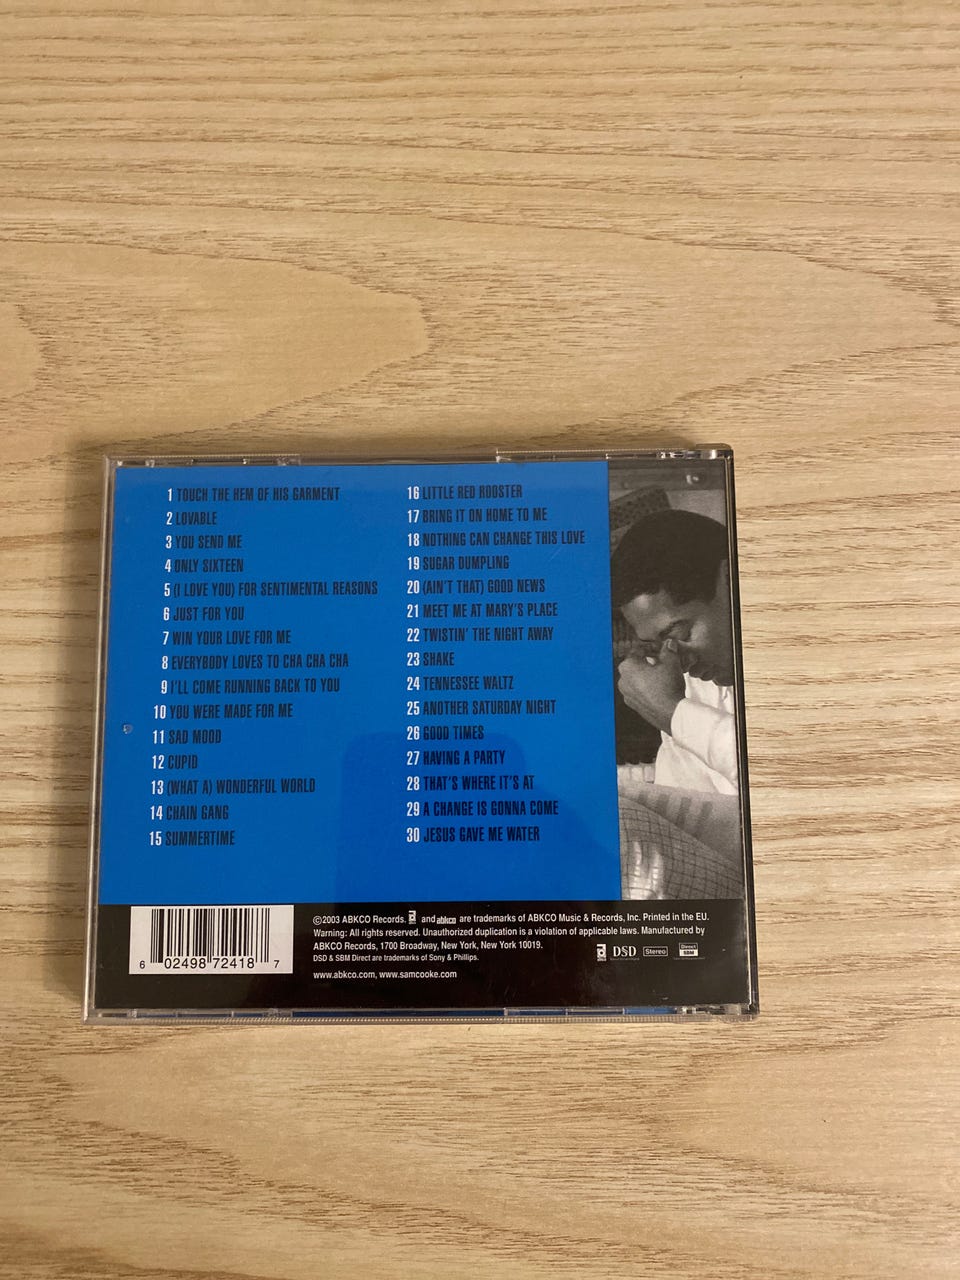 1 TOUCH THE HEM OF HIS GARMENT
2 LOVABLE
3 YOU SEND ME
4 ONLY SIXTEEN
5 (I LOVE YOU) FOR SENTIMENTAL REASONS
6 JUST FOR YOU
7 WIN YOUR LOVE FOR ME
8 EVERYBODY LOVES TO CHA CHA CHA
9 I'LL COME RUNNING BACK TO YOU
10 YOU WERE MADE FOR ME
11 SAD MOOD
12 CUPID
13 (WHAT A) WONDERFUL WORLD
14 CHAIN GANG
15 SUMMERTIME
16 LITTLE RED ROOSTER
17 BRING IT ON HOME TO ME
18 NOTHING CAN CHANGE THIS LOVE
19 SUGAR DUMPLING
20 (AIN'T THAT) GOOD NEWS
21 MEET ME AT MARY'S PLACE
22 TWISTIN' THE NIGHT AWAY
23 SHAKE
24 TENNESSEE WALTZ
25 ANOTHER SATURDAY NIGHT
26 GOOD TIMES
27 HAVING A PARTY
28 THAT'S WHERE IT'S AT
29 A CHANGE IS GONNA COME
30 JESUS GAVE ME WATER
6 02498 72418 7
©2003 ABKCO Records. a and abkco are trademarks of ABKCO Music & Records, Inc. Printed in the EU.
Warning: All rights reserved. Unauthorized duplication is a violation of applicable laws. Manufactured by
ABKCO Records, 1700 Broadway, New York, New York 10019.
DSD & SBM Direct are trademarks of Sony & Phillips.
www.abkco.com, www.samcooke.com
a DSD Stereo Direct SBM